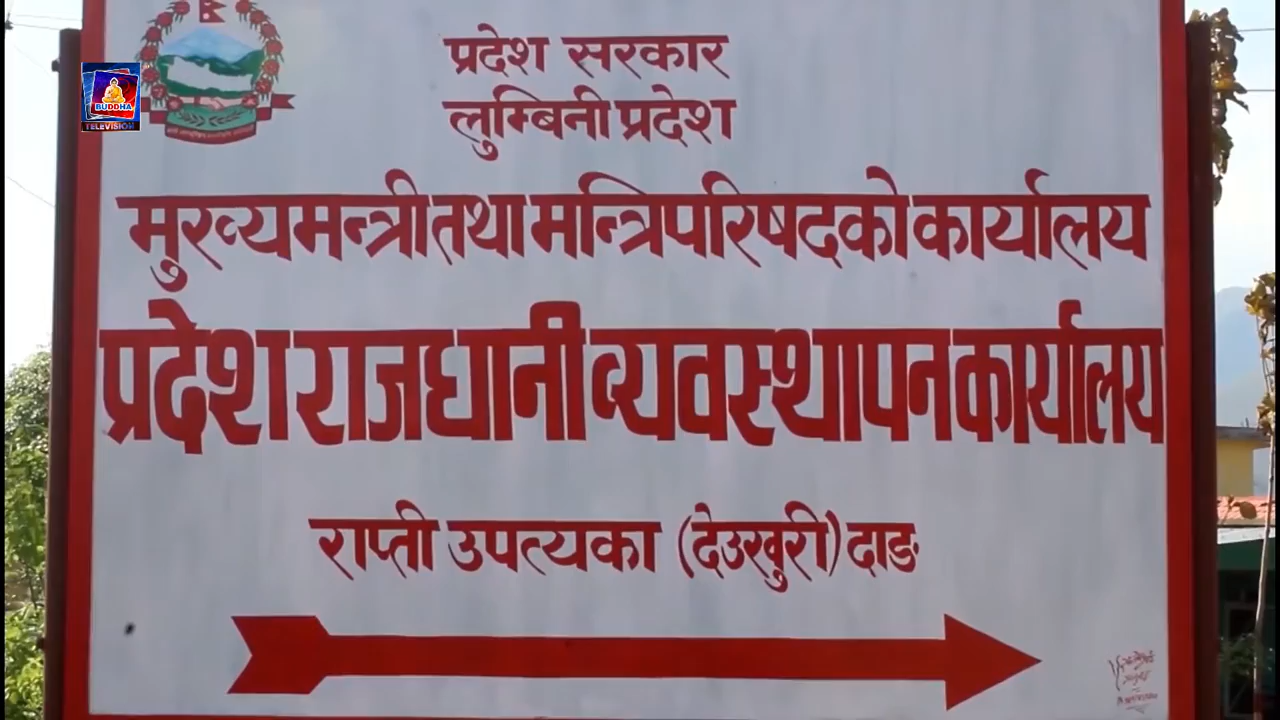 प्रदेश सरकार
लुम्बिनी प्रदेश
मुख्यमन्त्री तथा मन्त्रिपरिषदको कार्यालय
प्रदेश राजधानी व्यवस्थापन कार्यालय
राप्ती उपत्यका (देउखुरी) दाङ
BUDDHA
TELEVISION